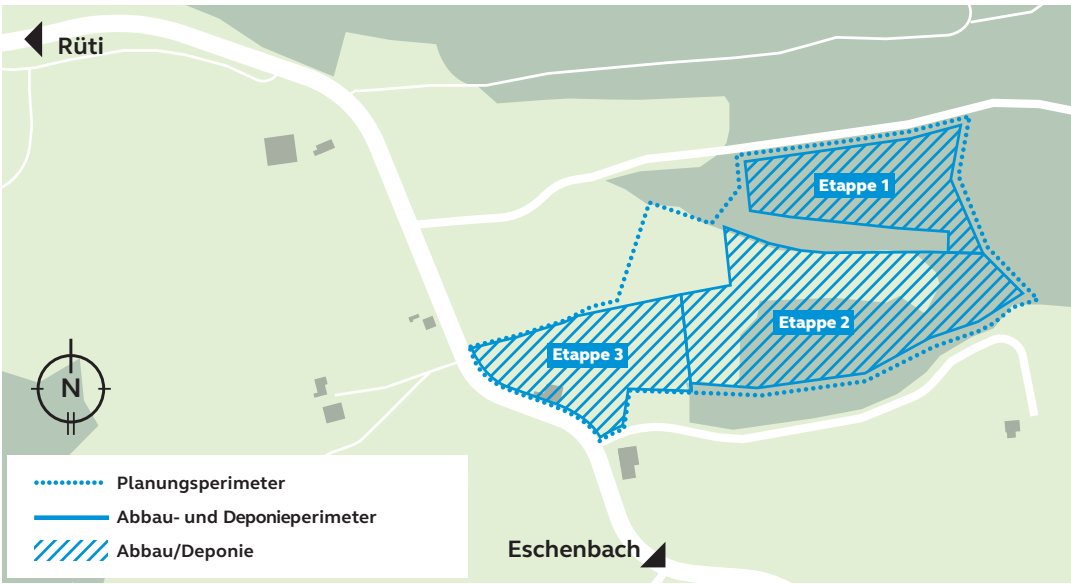 Rüti
Etappe 1
Etappe 2
Etappe 3
N
Planungsperimeter
Abbau- und Deponieperimeter
Abbau/Deponie
Eschenbach